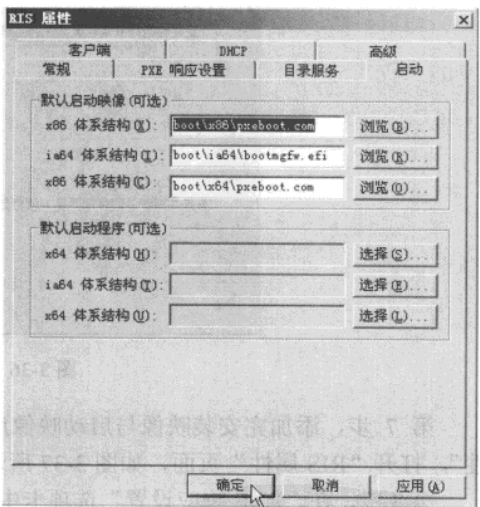 RIS 属性
客户端 DHCP 高级
常规 PXE 响应设置 目录服务 启动
默认启动映像(可选)
x86 体系结构(X): boot\x86\pxeboot.com 浏览(B)...
ia64 体系结构(I): boot\ia64\bootmgfw.efi 浏览(R)...
x86 体系结构(C): boot\x64\pxeboot.com 浏览(O)...
默认启动程序(可选)
x64 体系结构(H): 选择(S)...
ia64 体系结构(T): 选择(E)...
x64 体系结构(U): 选择(L)...
确定 取消 应用(A)